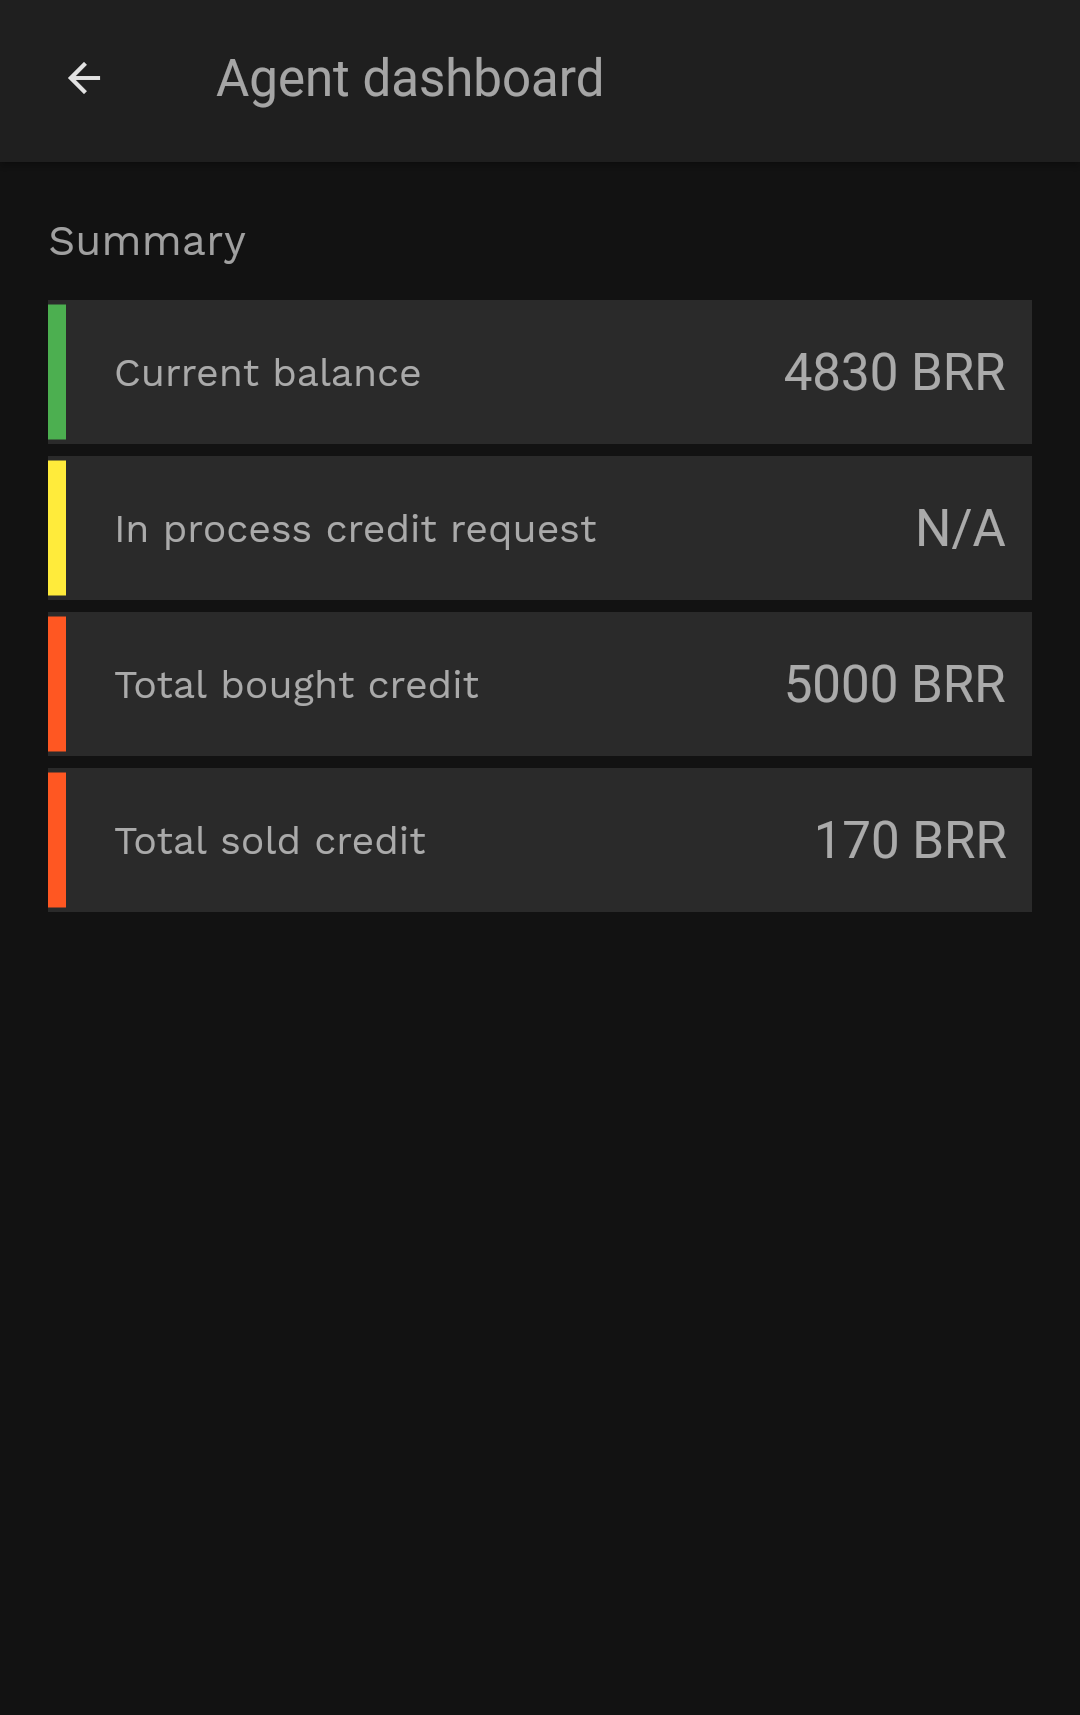 Agent dashboard
Summary
Current balance 4830 BRR
In process credit request N/A
Total bought credit 5000 BRR
Total sold credit 170 BRR